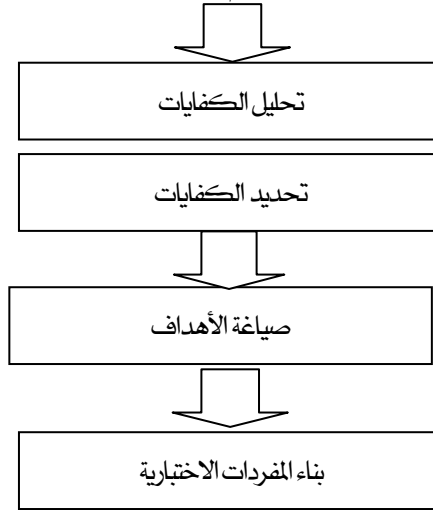 تحليل الكفايات
تحديد الكفايات
صياغة الأهداف
بناء المفردات الاختبارية